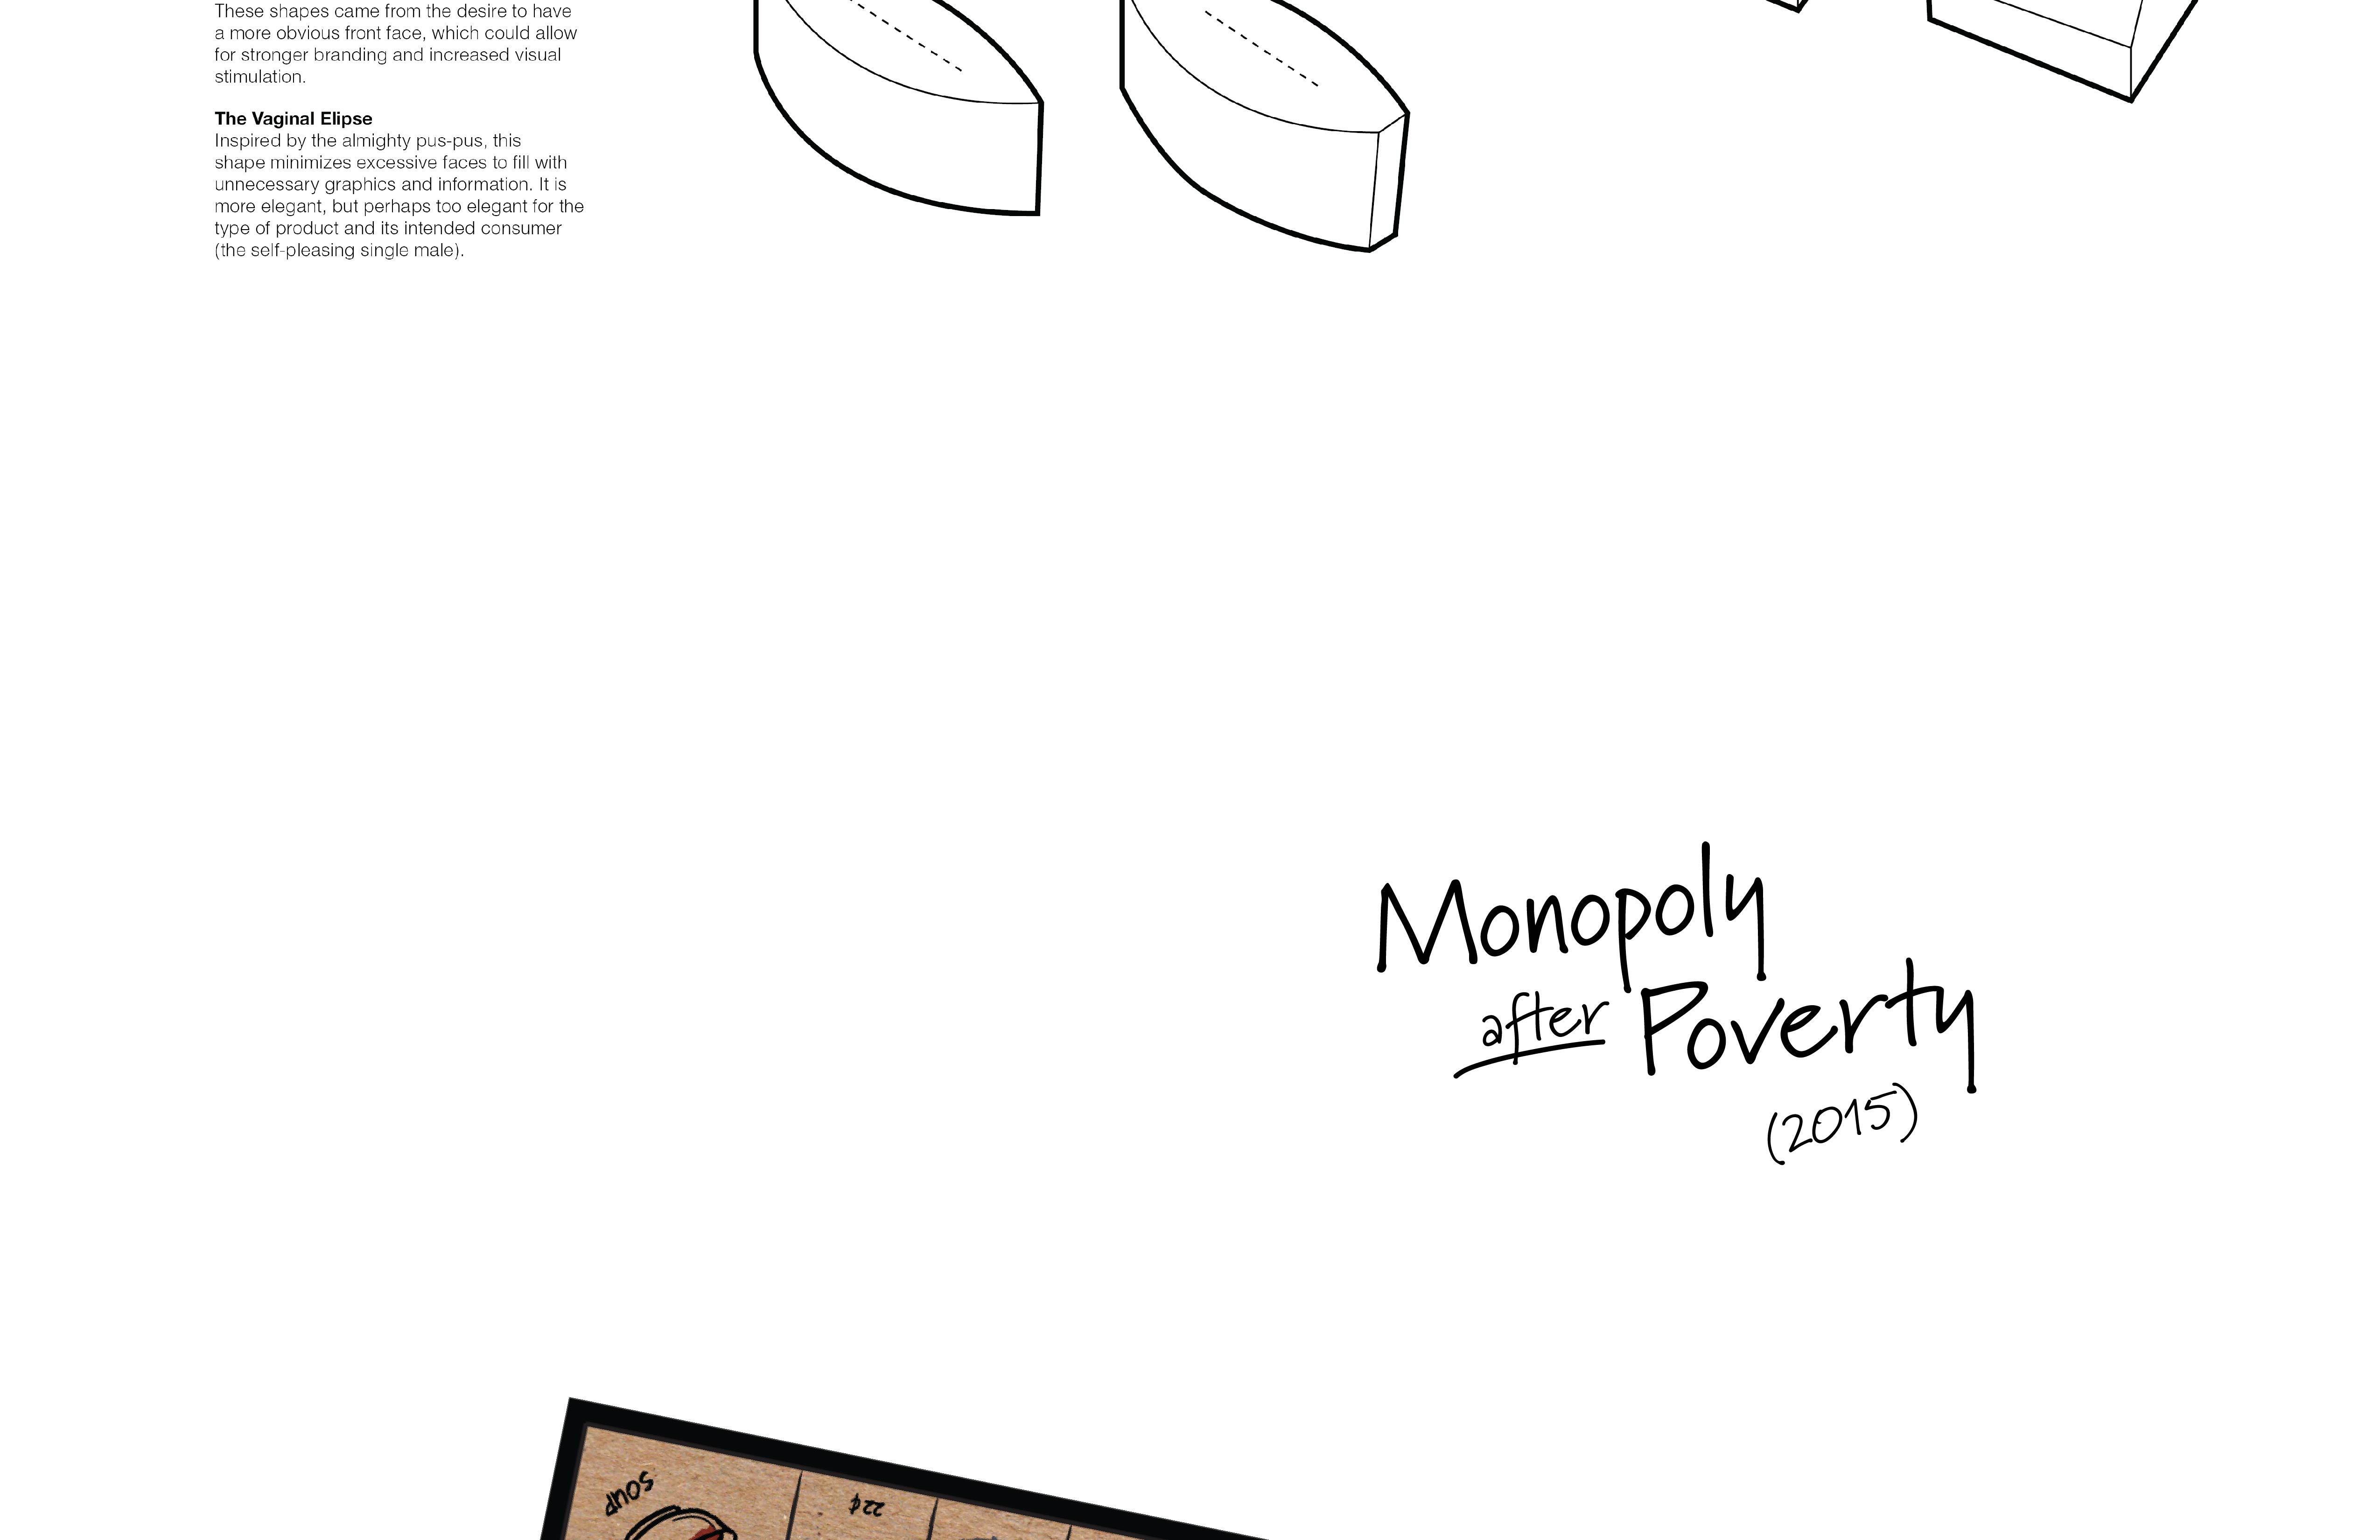 These shapes came from the desire to have
a more obvious front face, which could allow
for stronger branding and increased visual
stimulation.
The Vaginal Elipse
Inspired by the almighty pus-pus, this
shape minimizes excessive faces to fill with
unnecessary graphics and information. It is
more elegant, but perhaps too elegant for the
type of product and its intended consumer
(the self-pleasing single male).
Monopoly
after Poverty
(2015)
SOUP
22¢